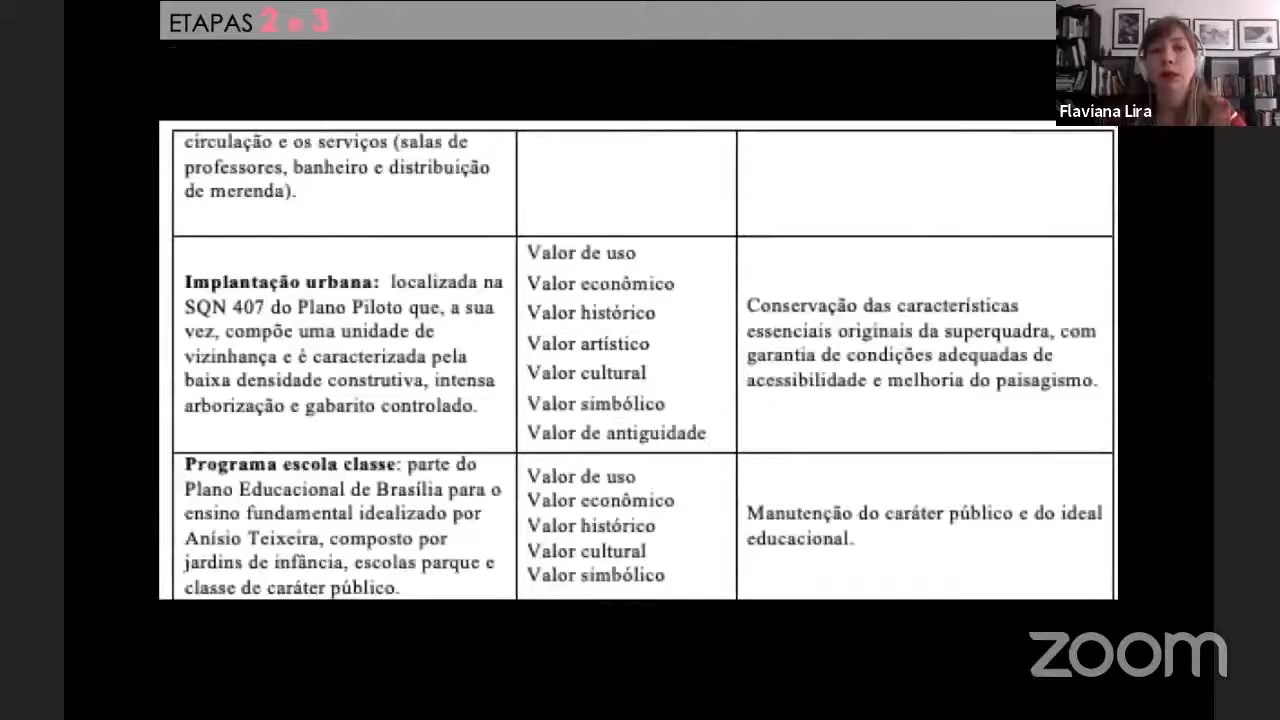 ETAPAS 2 e 3
Flaviana Lira
circulação e os serviços (salas de
professores, banheiro e distribuição
de merenda).
Implantação urbana: localizada na
SQN 407 do Plano Piloto que, a sua
vez, compõe uma unidade de
vizinhança e é caracterizada pela
baixa densidade construtiva, intensa
arborização e gabarito controlado.
Valor de uso
Valor econômico
Valor histórico
Valor artístico
Valor cultural
Valor simbólico
Valor de antiguidade
Conservação das características
essenciais originais da superquadra, com
garantia de condições adequadas de
acessibilidade e melhoria do paisagismo.
Programa escola classe: parte do
Plano Educacional de Brasília para o
ensino fundamental idealizado por
Anísio Teixeira, composto por
jardins de infância, escolas parque e
classe de caráter público.
Valor de uso
Valor econômico
Valor histórico
Valor cultural
Valor simbólico
Manutenção do caráter público e do ideal
educacional.
zoom